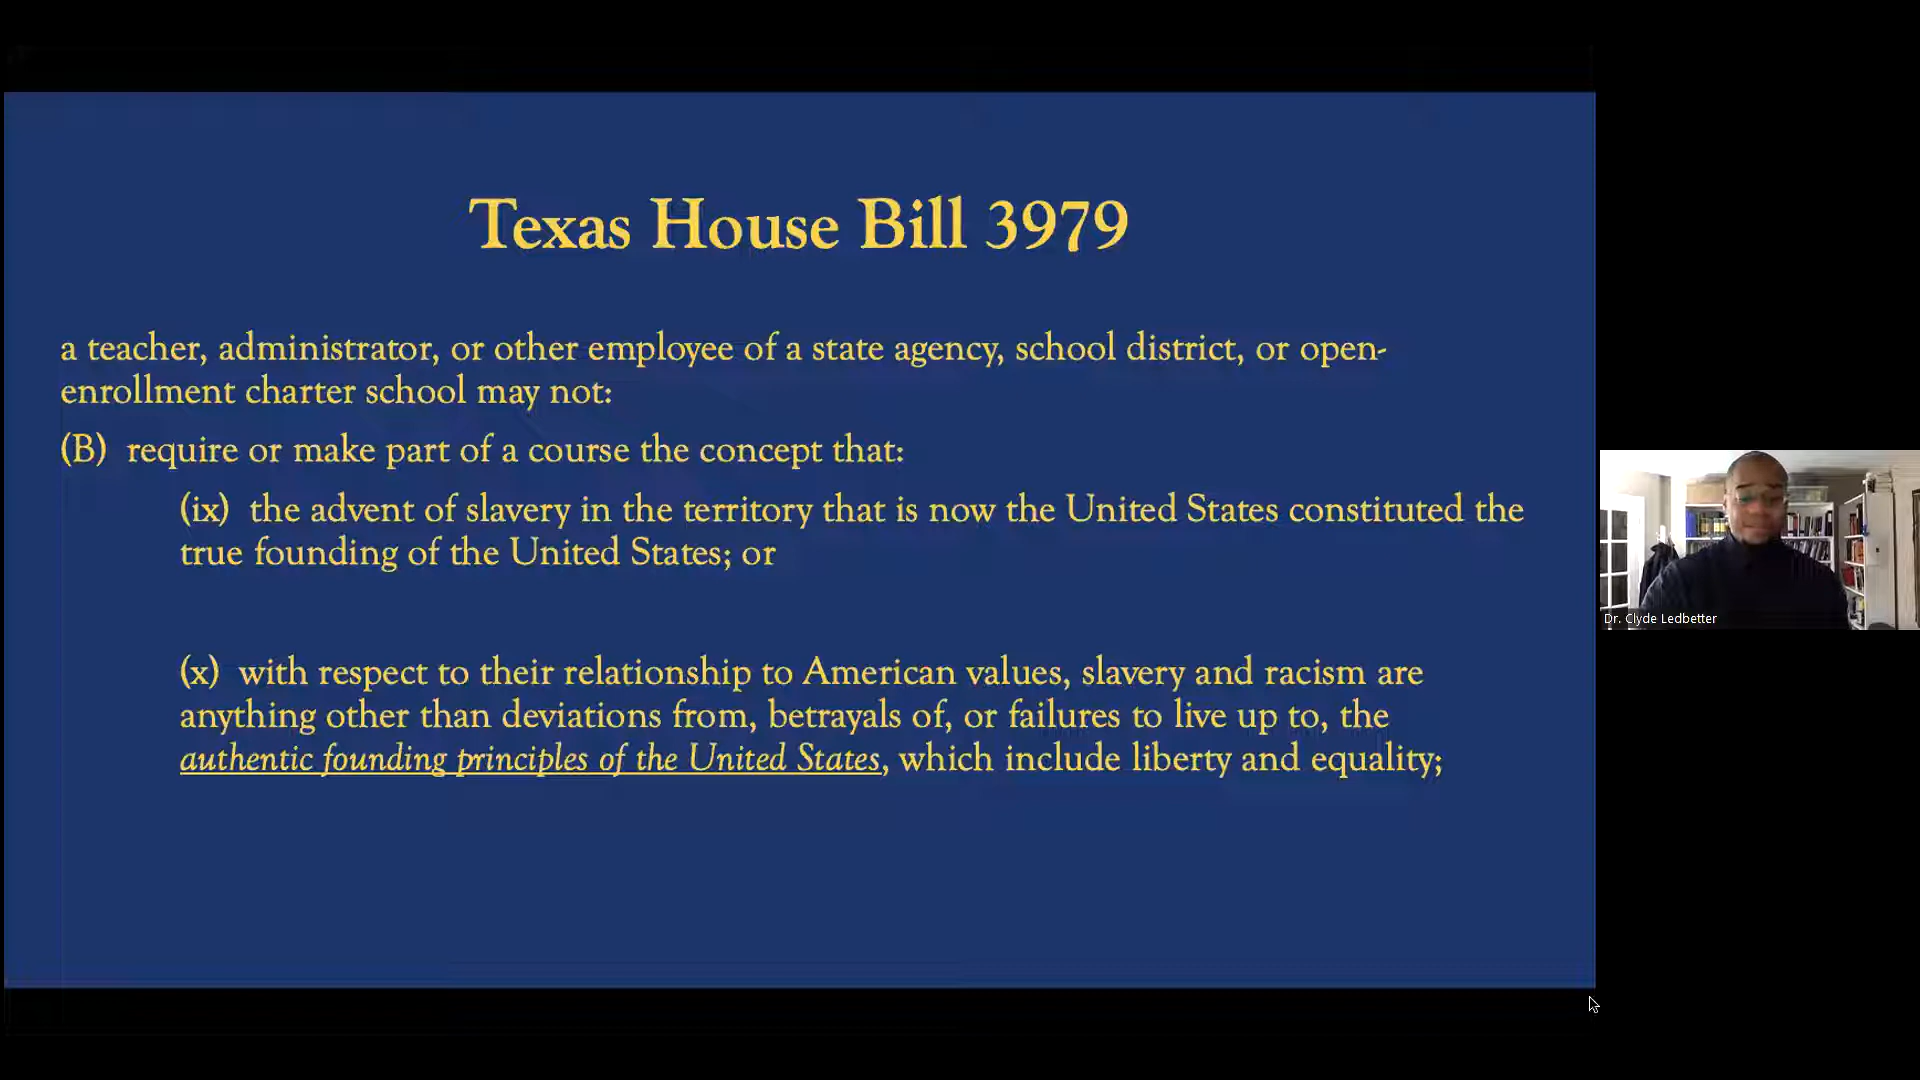 Texas House Bill 3979
a teacher, administrator, or other employee of a state agency, school district, or open-
enrollment charter school may not:
(B) require or make part of a course the concept that:
(ix) the advent of slavery in the territory that is now the United States constituted the
true founding of the United States; or
(x) with respect to their relationship to American values, slavery and racism are
anything other than deviations from, betrayals of, or failures to live up to, the
authentic founding principles of the United States, which include liberty and equality;
Dr. Clyde Ledbetter